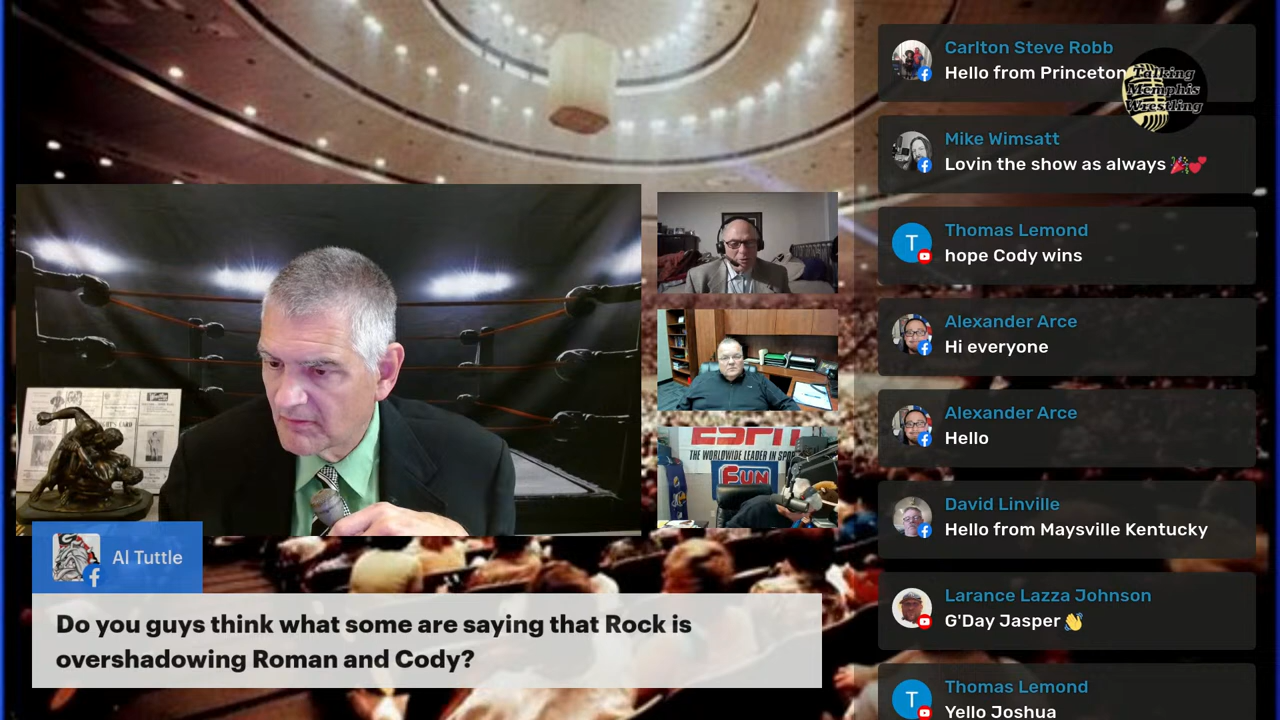 Carlton Steve Robb
Hello from Princeton
Talking
Memphis
Wrestling
Mike Wimsatt
Lovin the show as always 🎉💕
T
Thomas Lemond
hope Cody wins
Alexander Arce
Hi everyone
Alexander Arce
Hello
David Linville
Hello from Maysville Kentucky
Larance Lazza Johnson
G'Day Jasper 👋
T
Thomas Lemond
Yello Joshua
ESPN
THE WORLDWIDE LEADER IN
FUN
Al Tuttle
Do you guys think what some are saying that Rock is
overshadowing Roman and Cody?